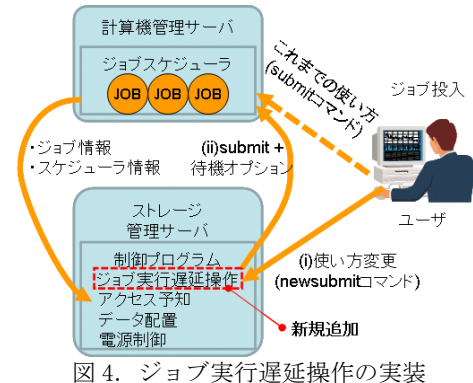 計算機管理サーバ
ジョブスケジューラ
JOB JOB JOB
これまでの使い方
(submitコマンド)
ジョブ投入
・ジョブ情報
・スケジューラ情報
(ii)submit +
待機オプション
ユーザ
ストレージ
管理サーバ
制御プログラム
ジョブ実行遅延操作
アクセス予知
データ配置
電源制御
(i)使い方変更
(newsubmitコマンド)
新規追加
図 4. ジョブ実行遅延操作の実装